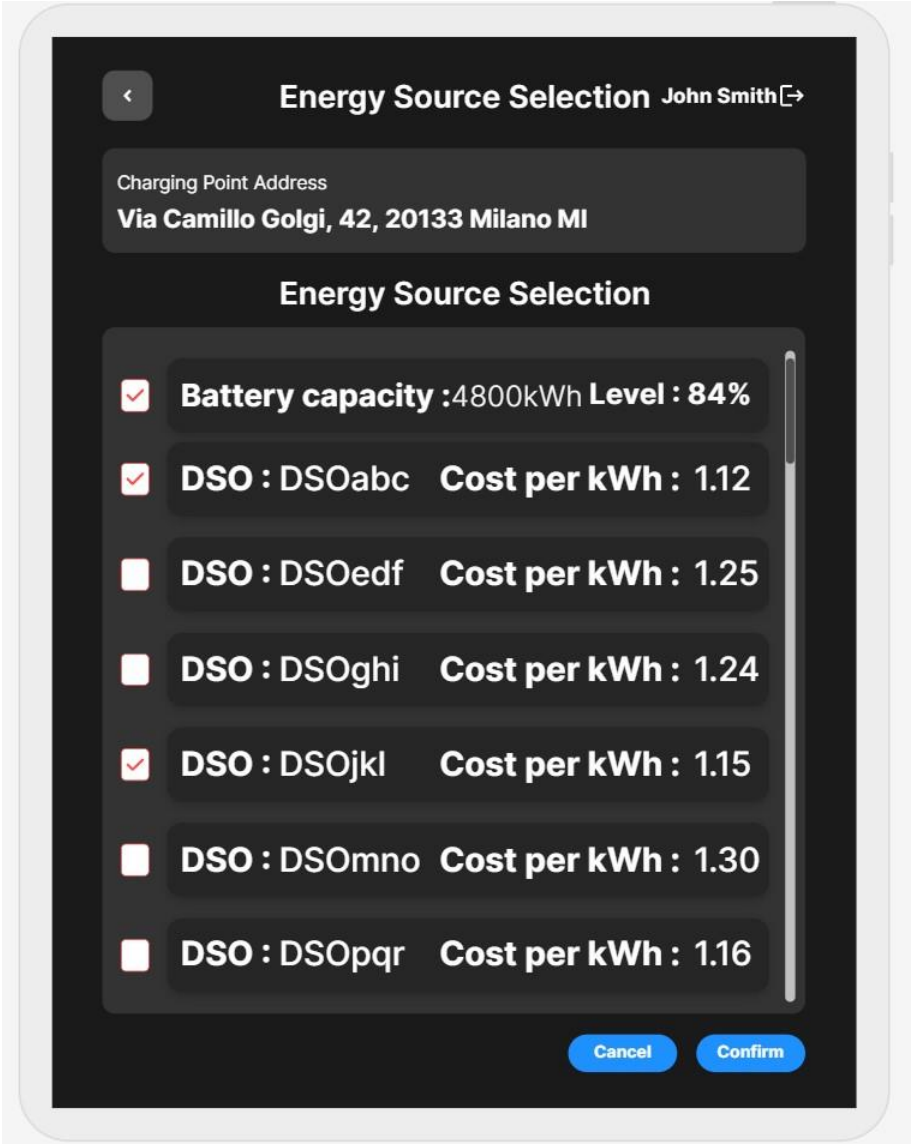 Energy Source Selection John Smith
Charging Point Address
Via Camillo Golgi, 42, 20133 Milano MI
Energy Source Selection
Battery capacity :4800kWh Level : 84%
DSO : DSOabc Cost per kWh : 1.12
DSO : DSOedf Cost per kWh : 1.25
DSO : DSOghi Cost per kWh : 1.24
DSO : DSOjkl Cost per kWh : 1.15
DSO : DSOmno Cost per kWh : 1.30
DSO : DSOpqr Cost per kWh : 1.16
Cancel Confirm